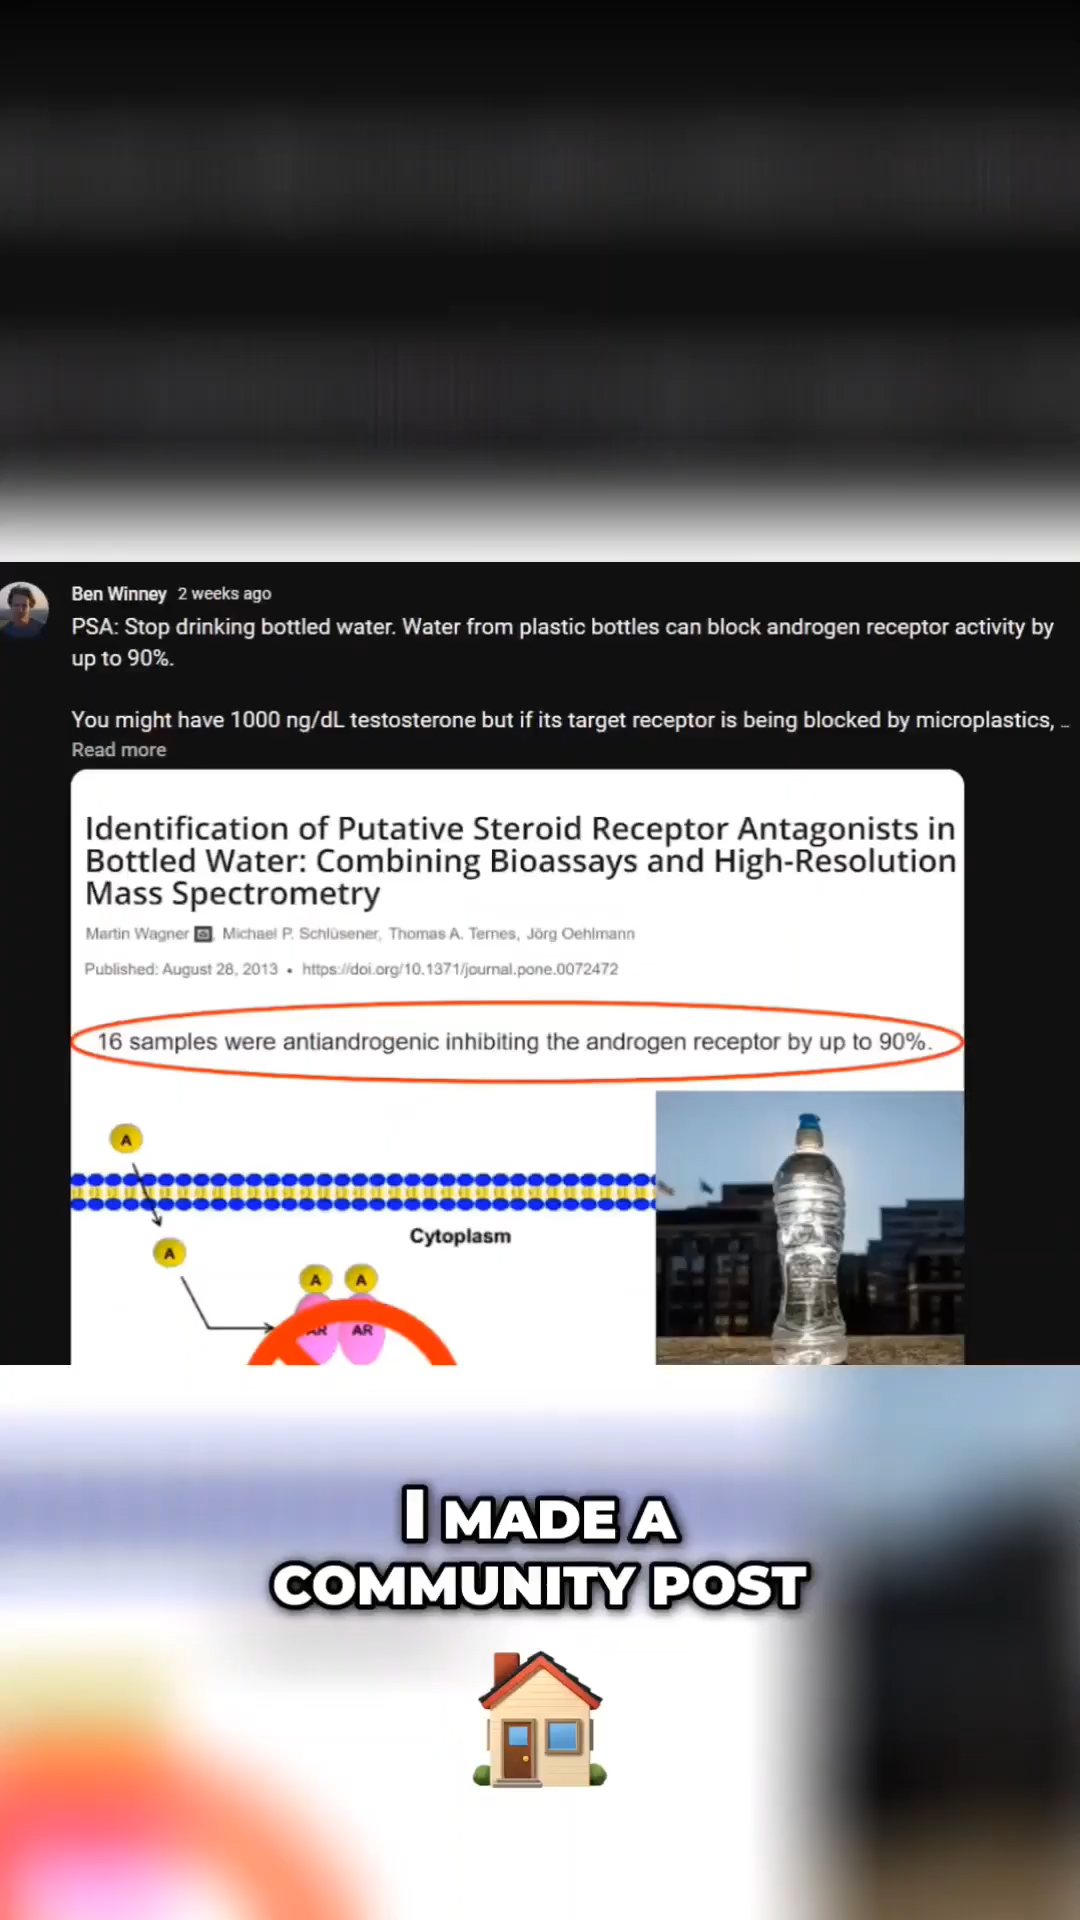 Ben Winney 2 weeks ago
PSA: Stop drinking bottled water. Water from plastic bottles can block androgen receptor activity by
up to 90%.
You might have 1000 ng/dL testosterone but if its target receptor is being blocked by microplastics, ...
Read more
Identification of Putative Steroid Receptor Antagonists in
Bottled Water: Combining Bioassays and High-Resolution
Mass Spectrometry
Martin Wagner, Michael P. Schlüsener, Thomas A. Ternes, Jörg Oehlmann
Published: August 28, 2013 • https://doi.org/10.1371/journal.pone.0072472
16 samples were antiandrogenic inhibiting the androgen receptor by up to 90%.
A
Cytoplasm
A
A A
AR AR
I MADE A
COMMUNITY POST